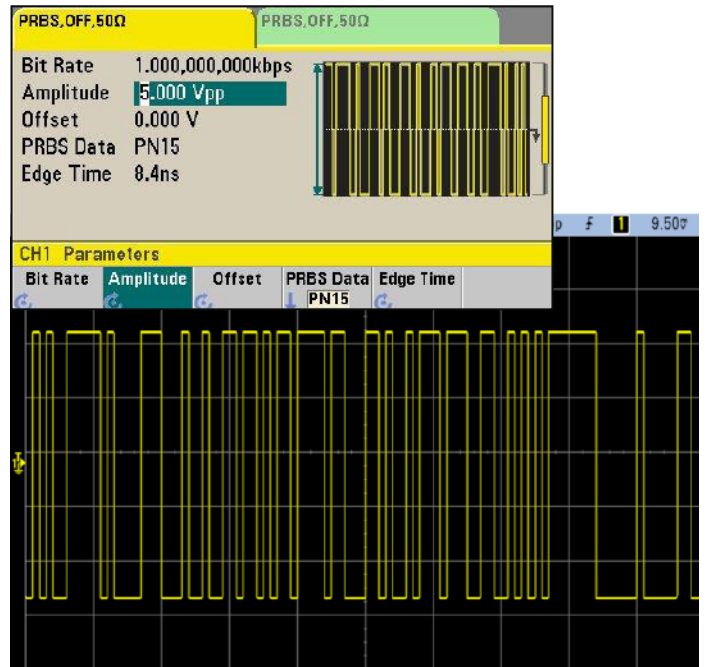 PRBS,OFF,50Ω
PRBS,OFF,50Ω
Bit Rate 1.000,000,000kbps
Amplitude 5.000 Vpp
Offset 0.000 V
PRBS Data PN15
Edge Time 8.4ns
CH1 Parameters
Bit Rate Amplitude Offset PRBS Data Edge Time
PN15
1 9.50